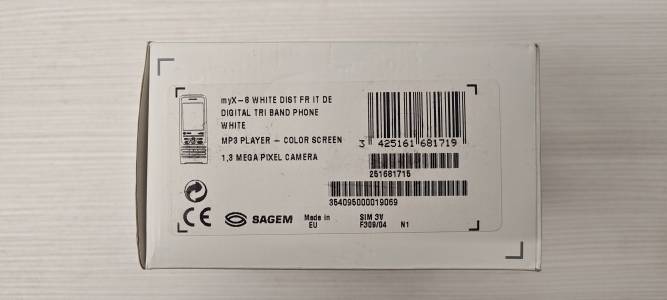 myX-8 WHITE DIST FR IT DE
DIGITAL TRI BAND PHONE
WHITE
MP3 PLAYER - COLOR SCREEN
1,3 MEGA PIXEL CAMERA
3 425161 681719
251681715
354095000019069
CE SAGEM
Made in EU
SIM 3V
F309/04 N1